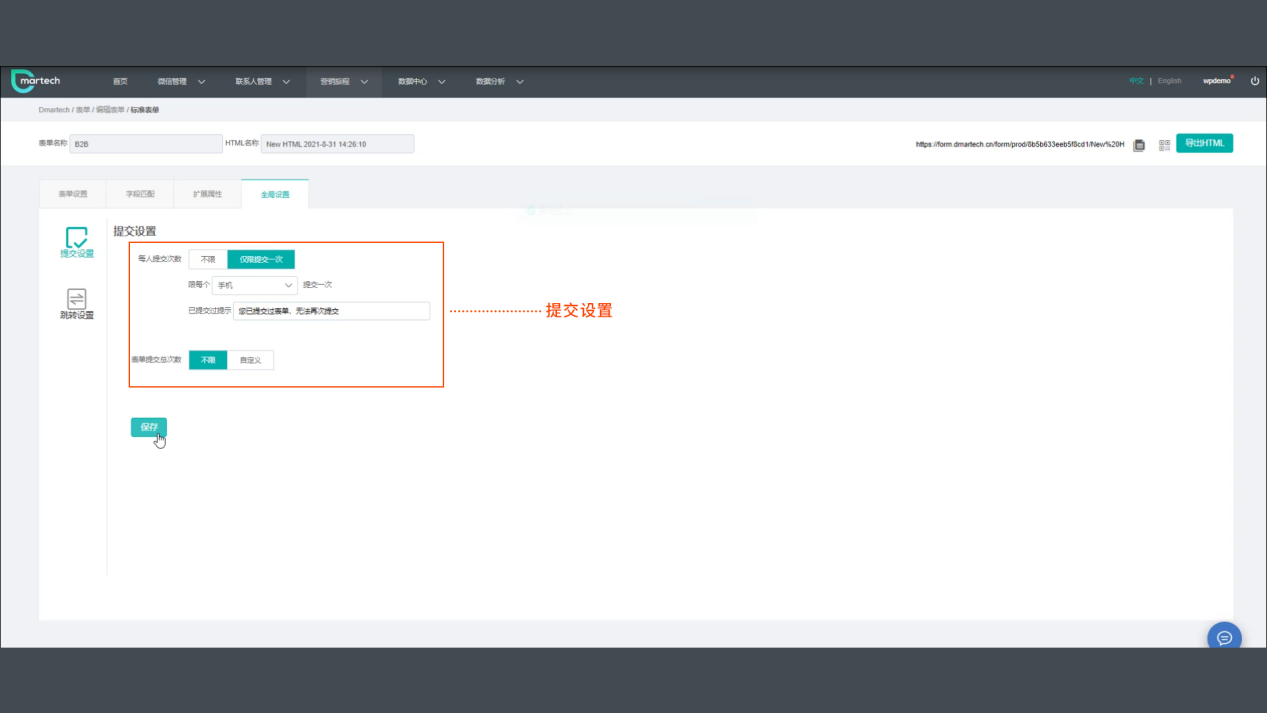 martech 首页 微信管理 联系人管理 营销旅程 数据中心 数据分析 中文 | English wpdemo
Dmartech / 表单 / 编辑表单 / 标准表单
表单名称 B2B HTML名称 New HTML 2021-8-31 14:26:10 https://form.dmartech.cn/form/prod/8b5b633eeb5f8cd1/New%20H 导出HTML
表单设置 字段匹配 扩展属性 全局设置
提交设置
提交设置
每人提交次数 不限 仅限提交一次
限每个 手机 提交一次
已提交过提示 您已提交过表单，无法再次提交
提交设置
跳转设置
表单提交总次数 不限 自定义
保存